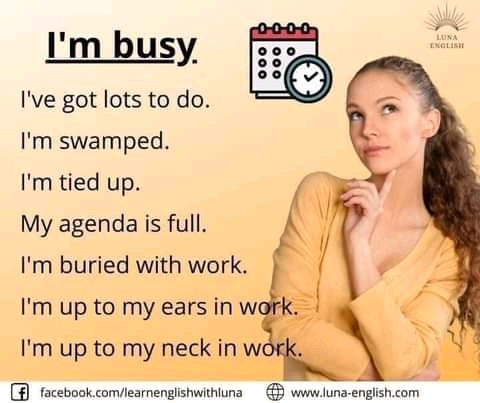 I'm busy
LUNA
ENGLISH
I've got lots to do.
I'm swamped.
I'm tied up.
My agenda is full.
I'm buried with work.
I'm up to my ears in work.
I'm up to my neck in work.
facebook.com/learnenglishwithluna
www.luna-english.com